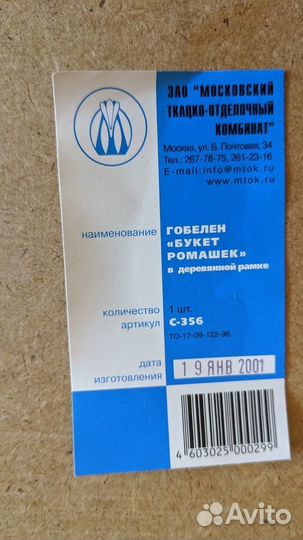 ЗАО "МОСКОВСКИЙ
ТКАЦКО-ОТДЕЛОЧНЫЙ
КОМБИНАТ"
Москва, ул. Б. Почтовая, 34
Тел.: 267-78-75, 261-23-16
E-mail:info@mtok.ru
www.mtok.ru
наименование
ГОБЕЛЕН
«БУКЕТ
РОМАШЕК»
в деревянной рамке
количество 1 шт.
артикул С-356
ТО-17-09-122-96
дата
изготовления 19 ЯНВ 2001
4 603025 000299
Avito